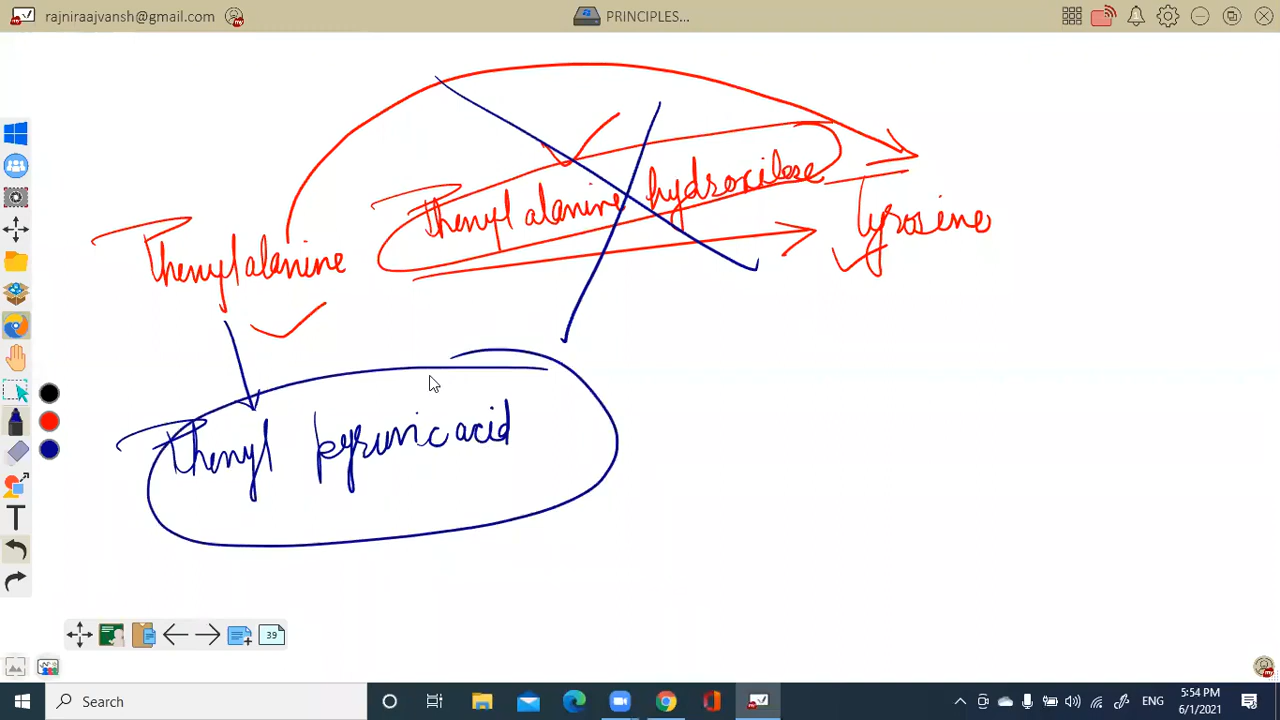 rajniraajvansh@gmail.com
PRINCIPLES...
Phenylalanine hydroxilase
Tyrosine
Phenylalanine
Phenyl pyruvic acid
T
39
Search
ENG
5:54 PM
6/1/2021